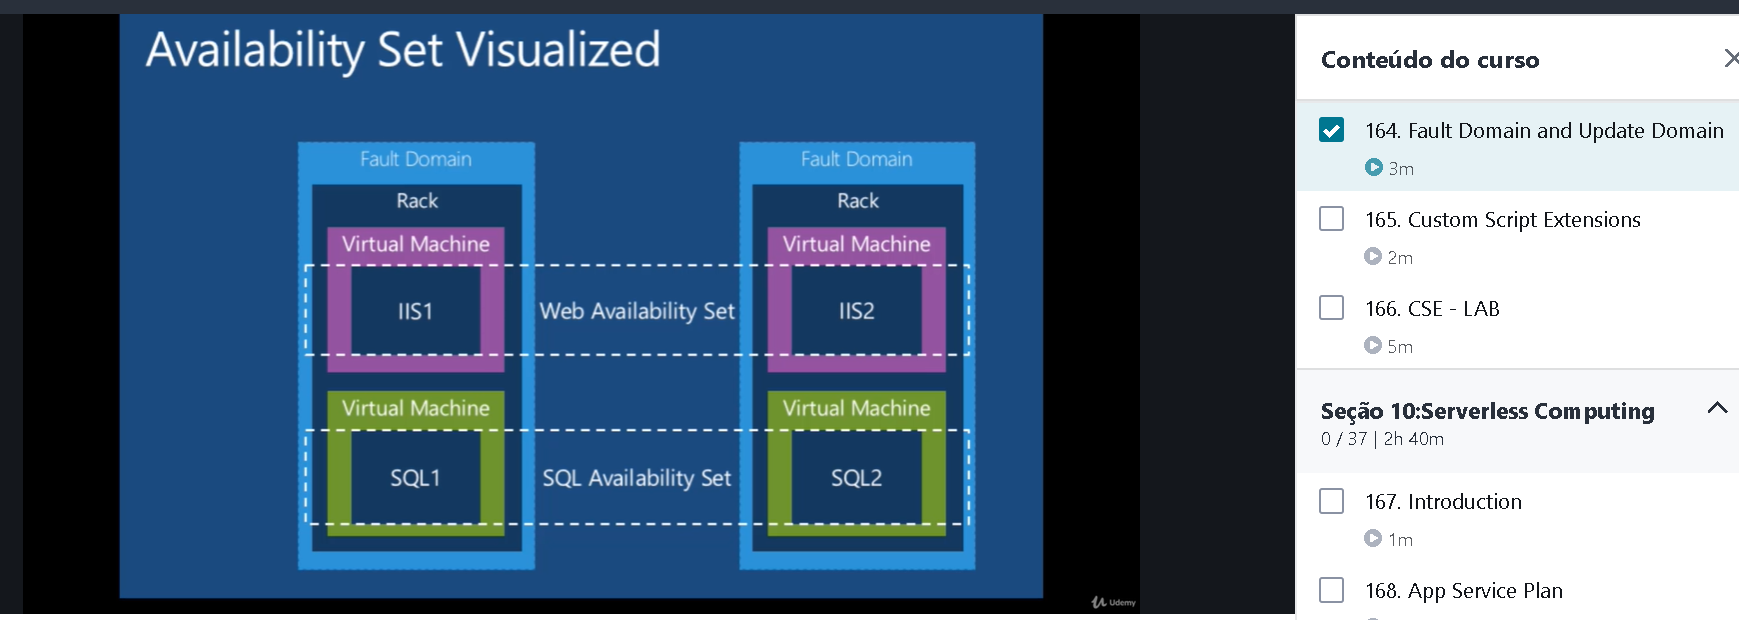 Availability Set Visualized
Fault Domain
Fault Domain
Rack
Rack
Virtual Machine
Virtual Machine
IIS1
Web Availability Set
IIS2
Virtual Machine
Virtual Machine
SQL1
SQL Availability Set
SQL2
Udemy
Conteúdo do curso
164. Fault Domain and Update Domain
3m
165. Custom Script Extensions
2m
166. CSE - LAB
5m
Seção 10:Serverless Computing
0 / 37 | 2h 40m
167. Introduction
1m
168. App Service Plan